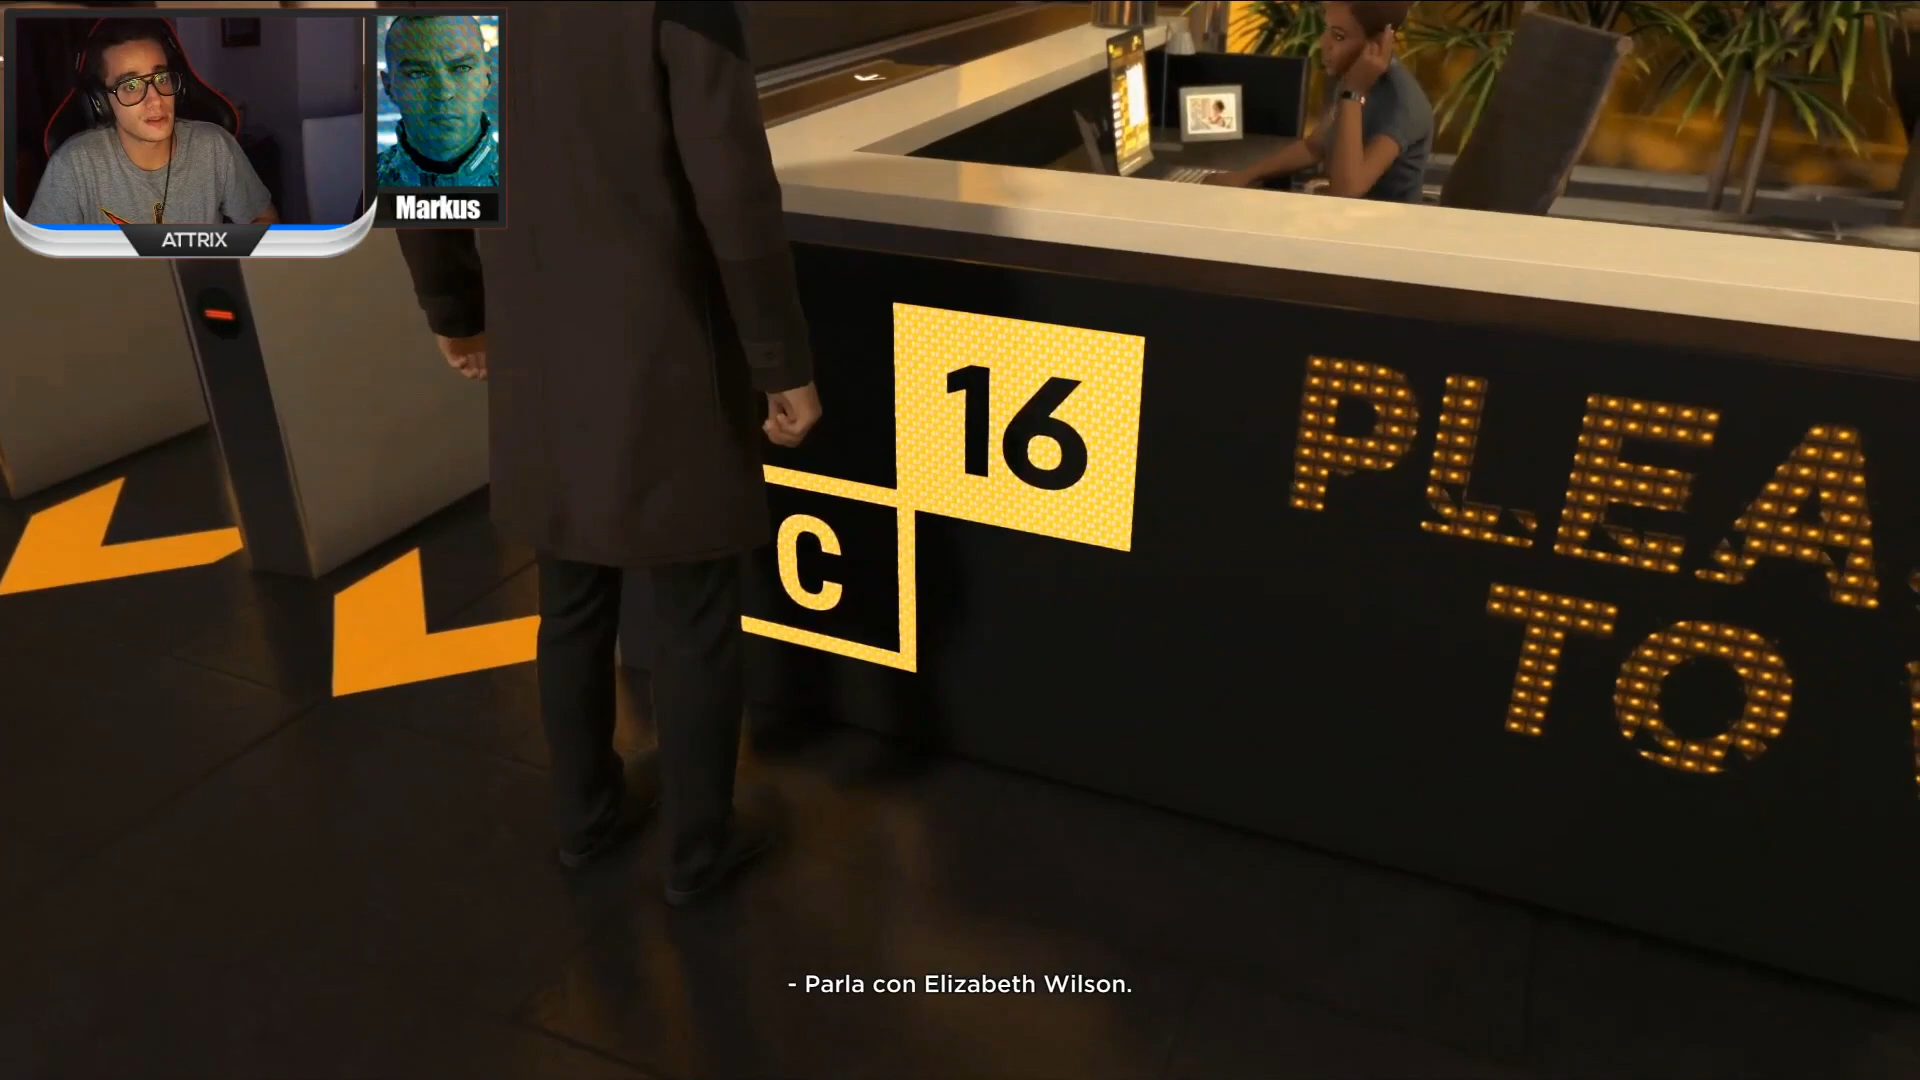 Markus
ATTRIX
16
C
PLEA
TO
- Parla con Elizabeth Wilson.